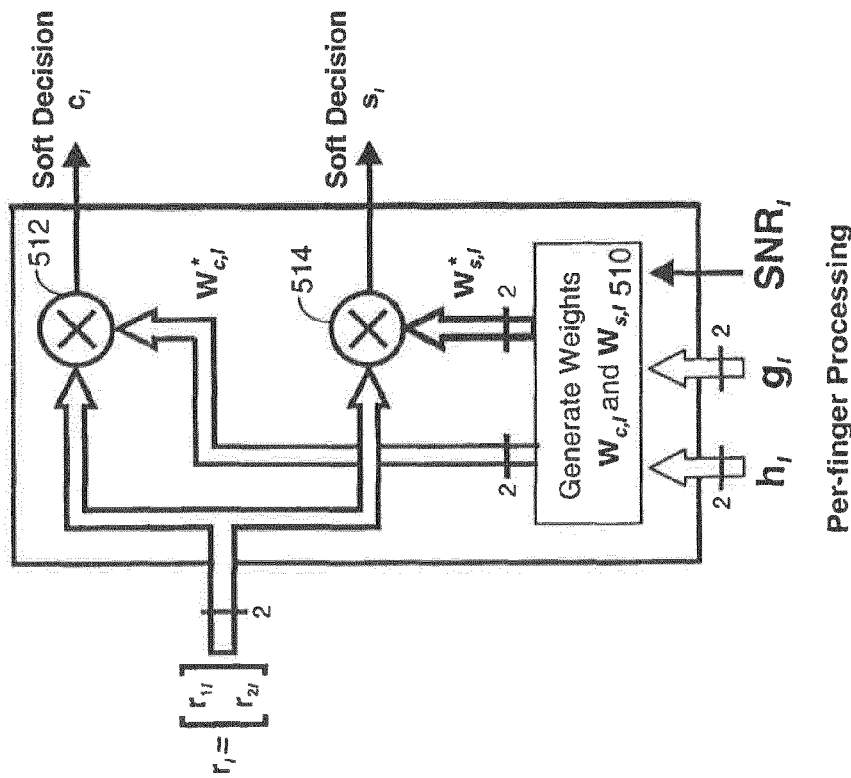 r_l = [ r_{1l} r_{2l} ]
2
512
Soft Decision
c_l
W*_{c,l}
514
Soft Decision
s_l
W*_{s,l}
2
2
Generate Weights
W_{c,l} and W_{s,l} 510
2
2
h_l
g_l
SNR_l
Per-finger Processing